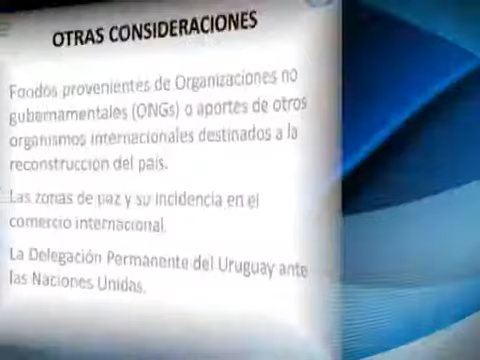 OTRAS CONSIDERACIONES
Fondos provenientes de Organizaciones no
gubernamentales (ONGs) o aportes de otros
organismos internacionales destinados a la
reconstrucción del país.
Las zonas de paz y su incidencia en el
comercio internacional.
La Delegación Permanente del Uruguay ante
las Naciones Unidas.